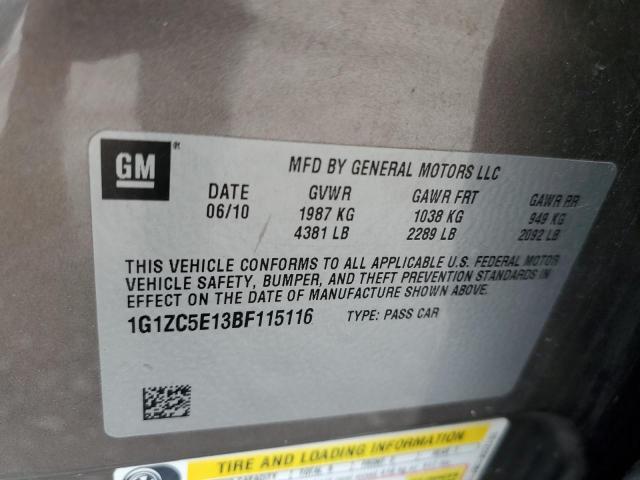 GM
MFD BY GENERAL MOTORS LLC
DATE GVWR GAWR FRT GAWR RR
06/10 1987 KG 1038 KG 949 KG
4381 LB 2289 LB 2092 LB
THIS VEHICLE CONFORMS TO ALL APPLICABLE U.S. FEDERAL MOTOR
VEHICLE SAFETY, BUMPER, AND THEFT PREVENTION STANDARDS IN
EFFECT ON THE DATE OF MANUFACTURE SHOWN ABOVE.
1G1ZC5E13BF115116 TYPE: PASS CAR
TIRE AND LOADING INFORMATION